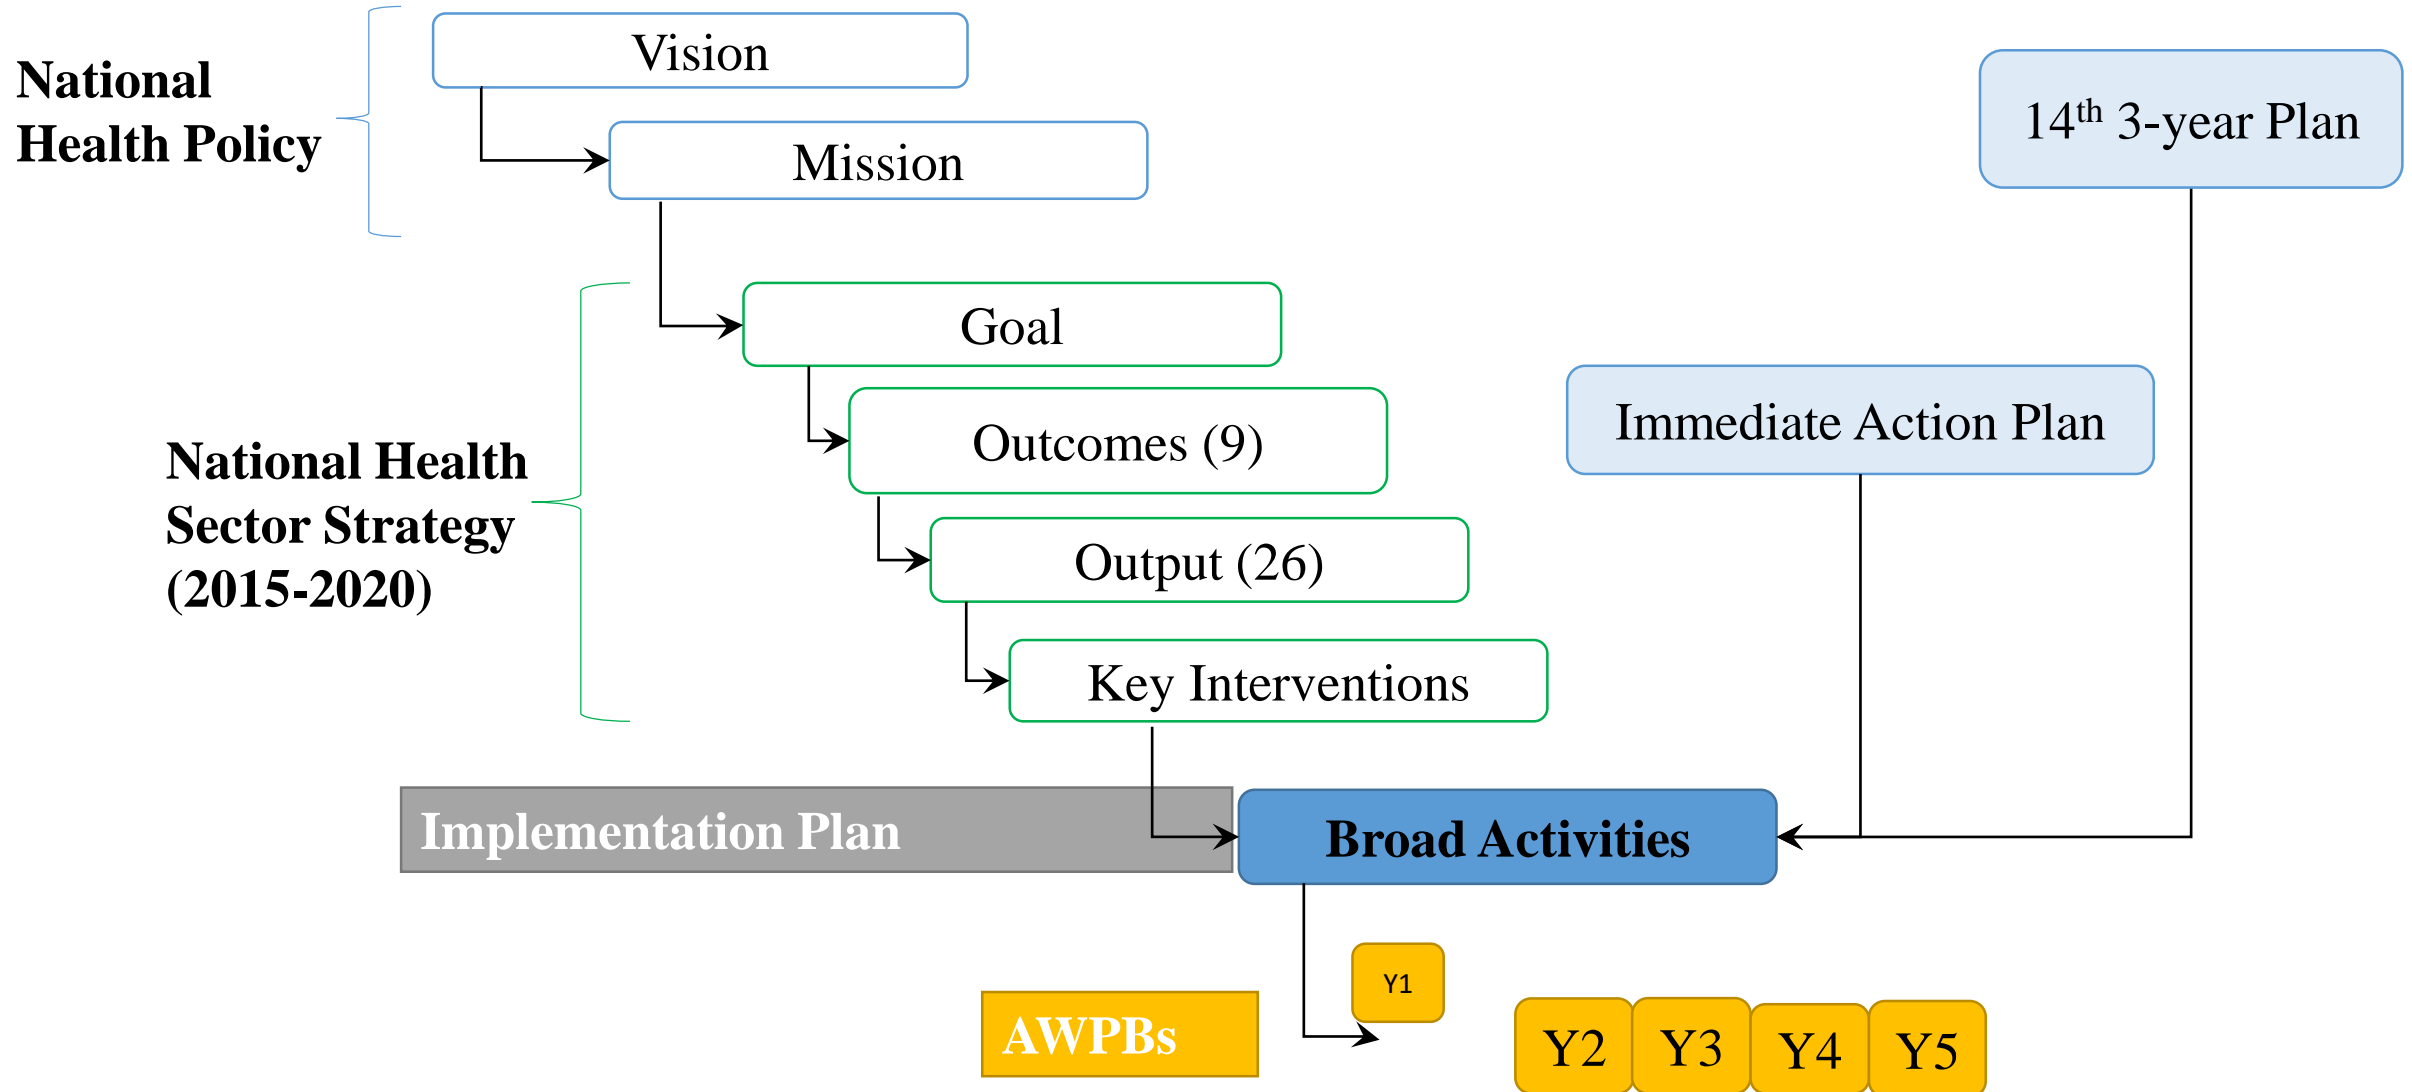 National
Health Policy
Vision
Mission
14th 3-year Plan
Goal
Outcomes (9)
Immediate Action Plan
National Health
Sector Strategy
(2015-2020)
Output (26)
Key Interventions
Implementation Plan
Broad Activities
Y1
AWPBs
Y2
Y3
Y4
Y5